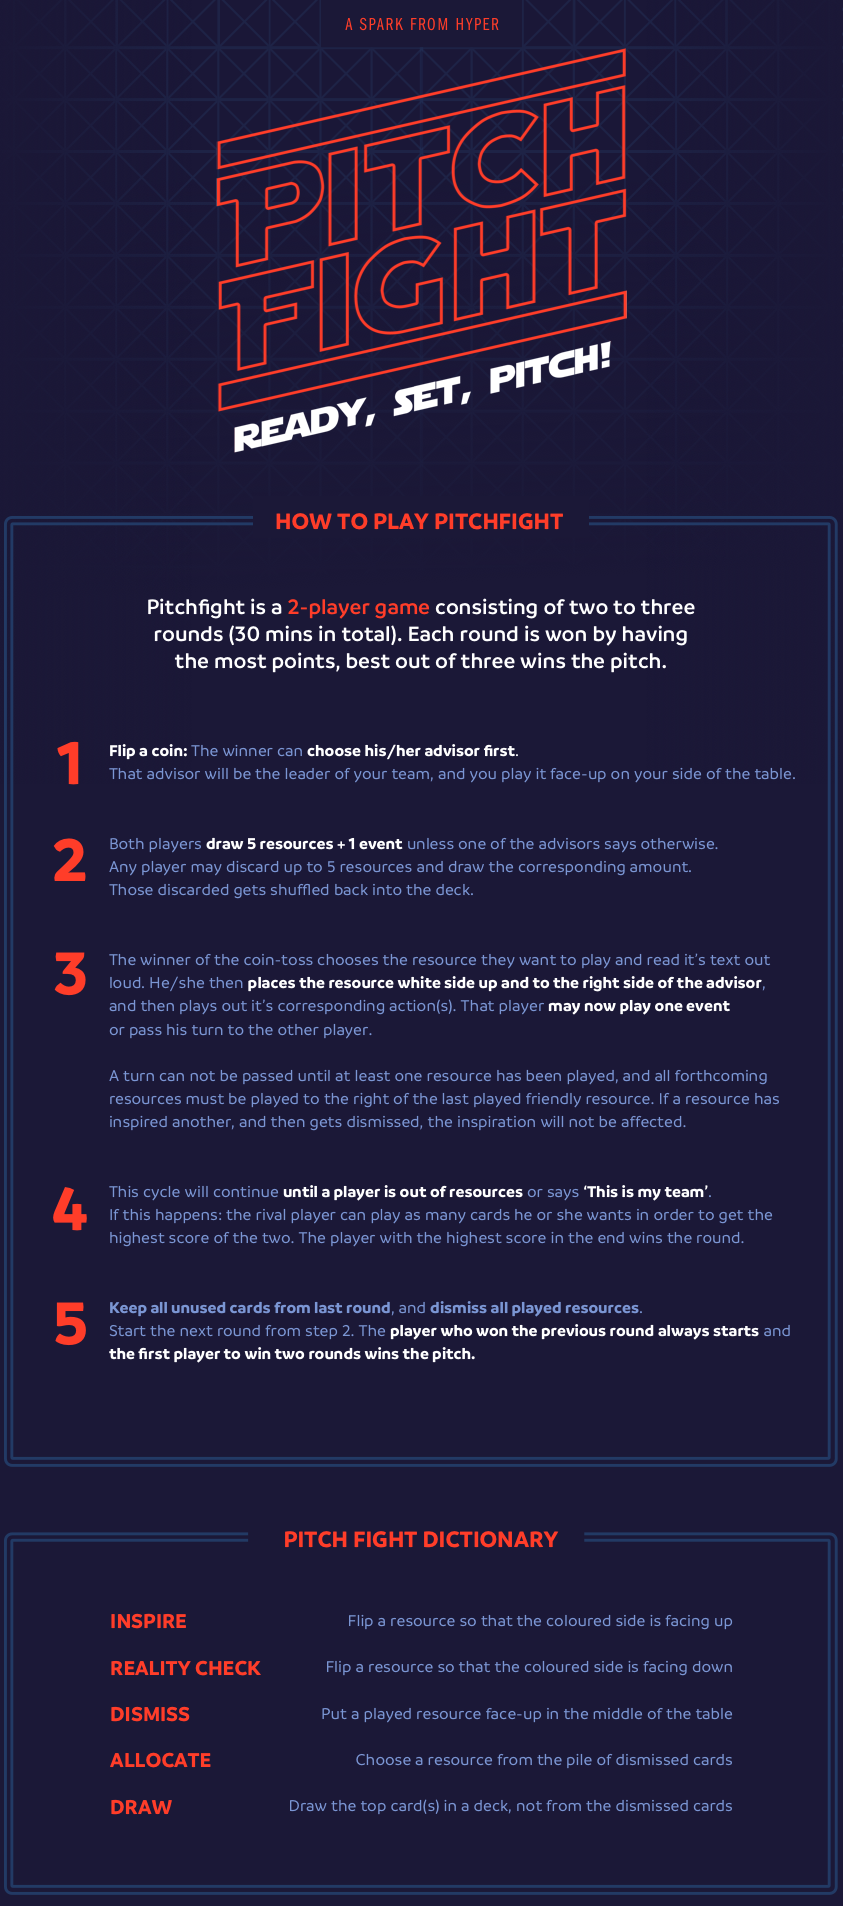 A SPARK FROM HYPER
PITCH
FIGHT
READY, SET, PITCH!
HOW TO PLAY PITCHFIGHT
Pitchfight is a 2-player game consisting of two to three
rounds (30 mins in total). Each round is won by having
the most points, best out of three wins the pitch.
1
Flip a coin: The winner can choose his/her advisor first.
That advisor will be the leader of your team, and you play it face-up on your side of the table.
2
Both players draw 5 resources + 1 event unless one of the advisors says otherwise.
Any player may discard up to 5 resources and draw the corresponding amount.
Those discarded gets shuffled back into the deck.
3
The winner of the coin-toss chooses the resource they want to play and read it's text out
loud. He/she then places the resource white side up and to the right side of the advisor,
and then plays out it's corresponding action(s). That player may now play one event
or pass his turn to the other player.
A turn can not be passed until at least one resource has been played, and all forthcoming
resources must be played to the right of the last played friendly resource. If a resource has
inspired another, and then gets dismissed, the inspiration will not be affected.
4
This cycle will continue until a player is out of resources or says 'This is my team'.
If this happens: the rival player can play as many cards he or she wants in order to get the
highest score of the two. The player with the highest score in the end wins the round.
5
Keep all unused cards from last round, and dismiss all played resources.
Start the next round from step 2. The player who won the previous round always starts and
the first player to win two rounds wins the pitch.
PITCH FIGHT DICTIONARY
INSPIRE Flip a resource so that the coloured side is facing up
REALITY CHECK Flip a resource so that the coloured side is facing down
DISMISS Put a played resource face-up in the middle of the table
ALLOCATE Choose a resource from the pile of dismissed cards
DRAW Draw the top card(s) in a deck, not from the dismissed cards